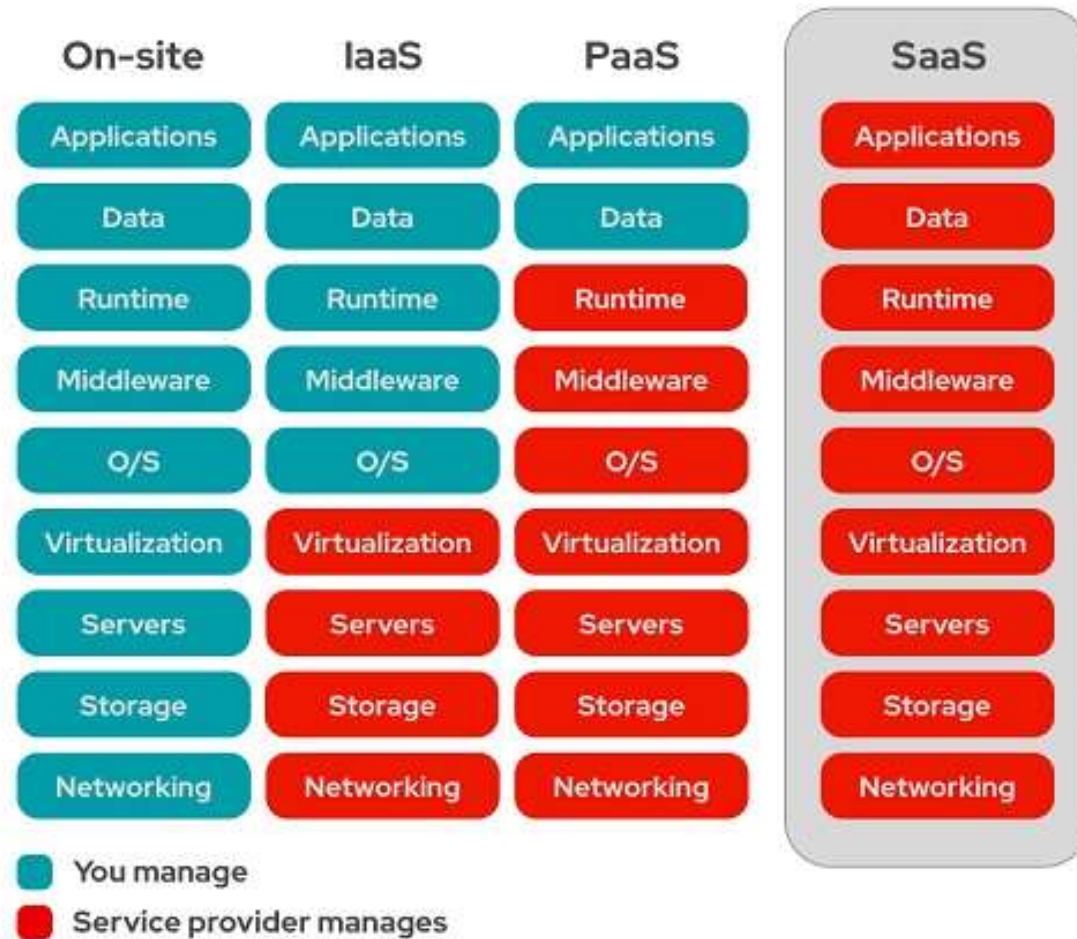 On-site IaaS PaaS SaaS
Applications Applications Applications Applications
Data Data Data Data
Runtime Runtime Runtime Runtime
Middleware Middleware Middleware Middleware
O/S O/S O/S O/S
Virtualization Virtualization Virtualization Virtualization
Servers Servers Servers Servers
Storage Storage Storage Storage
Networking Networking Networking Networking
You manage
Service provider manages